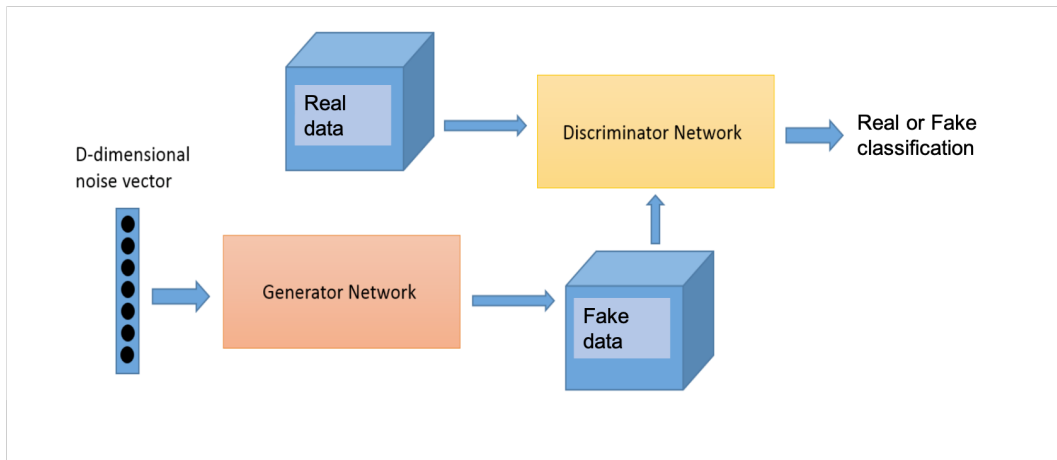 Real
data
Discriminator Network
Real or Fake
classification
D-dimensional
noise vector
Generator Network
Fake
data